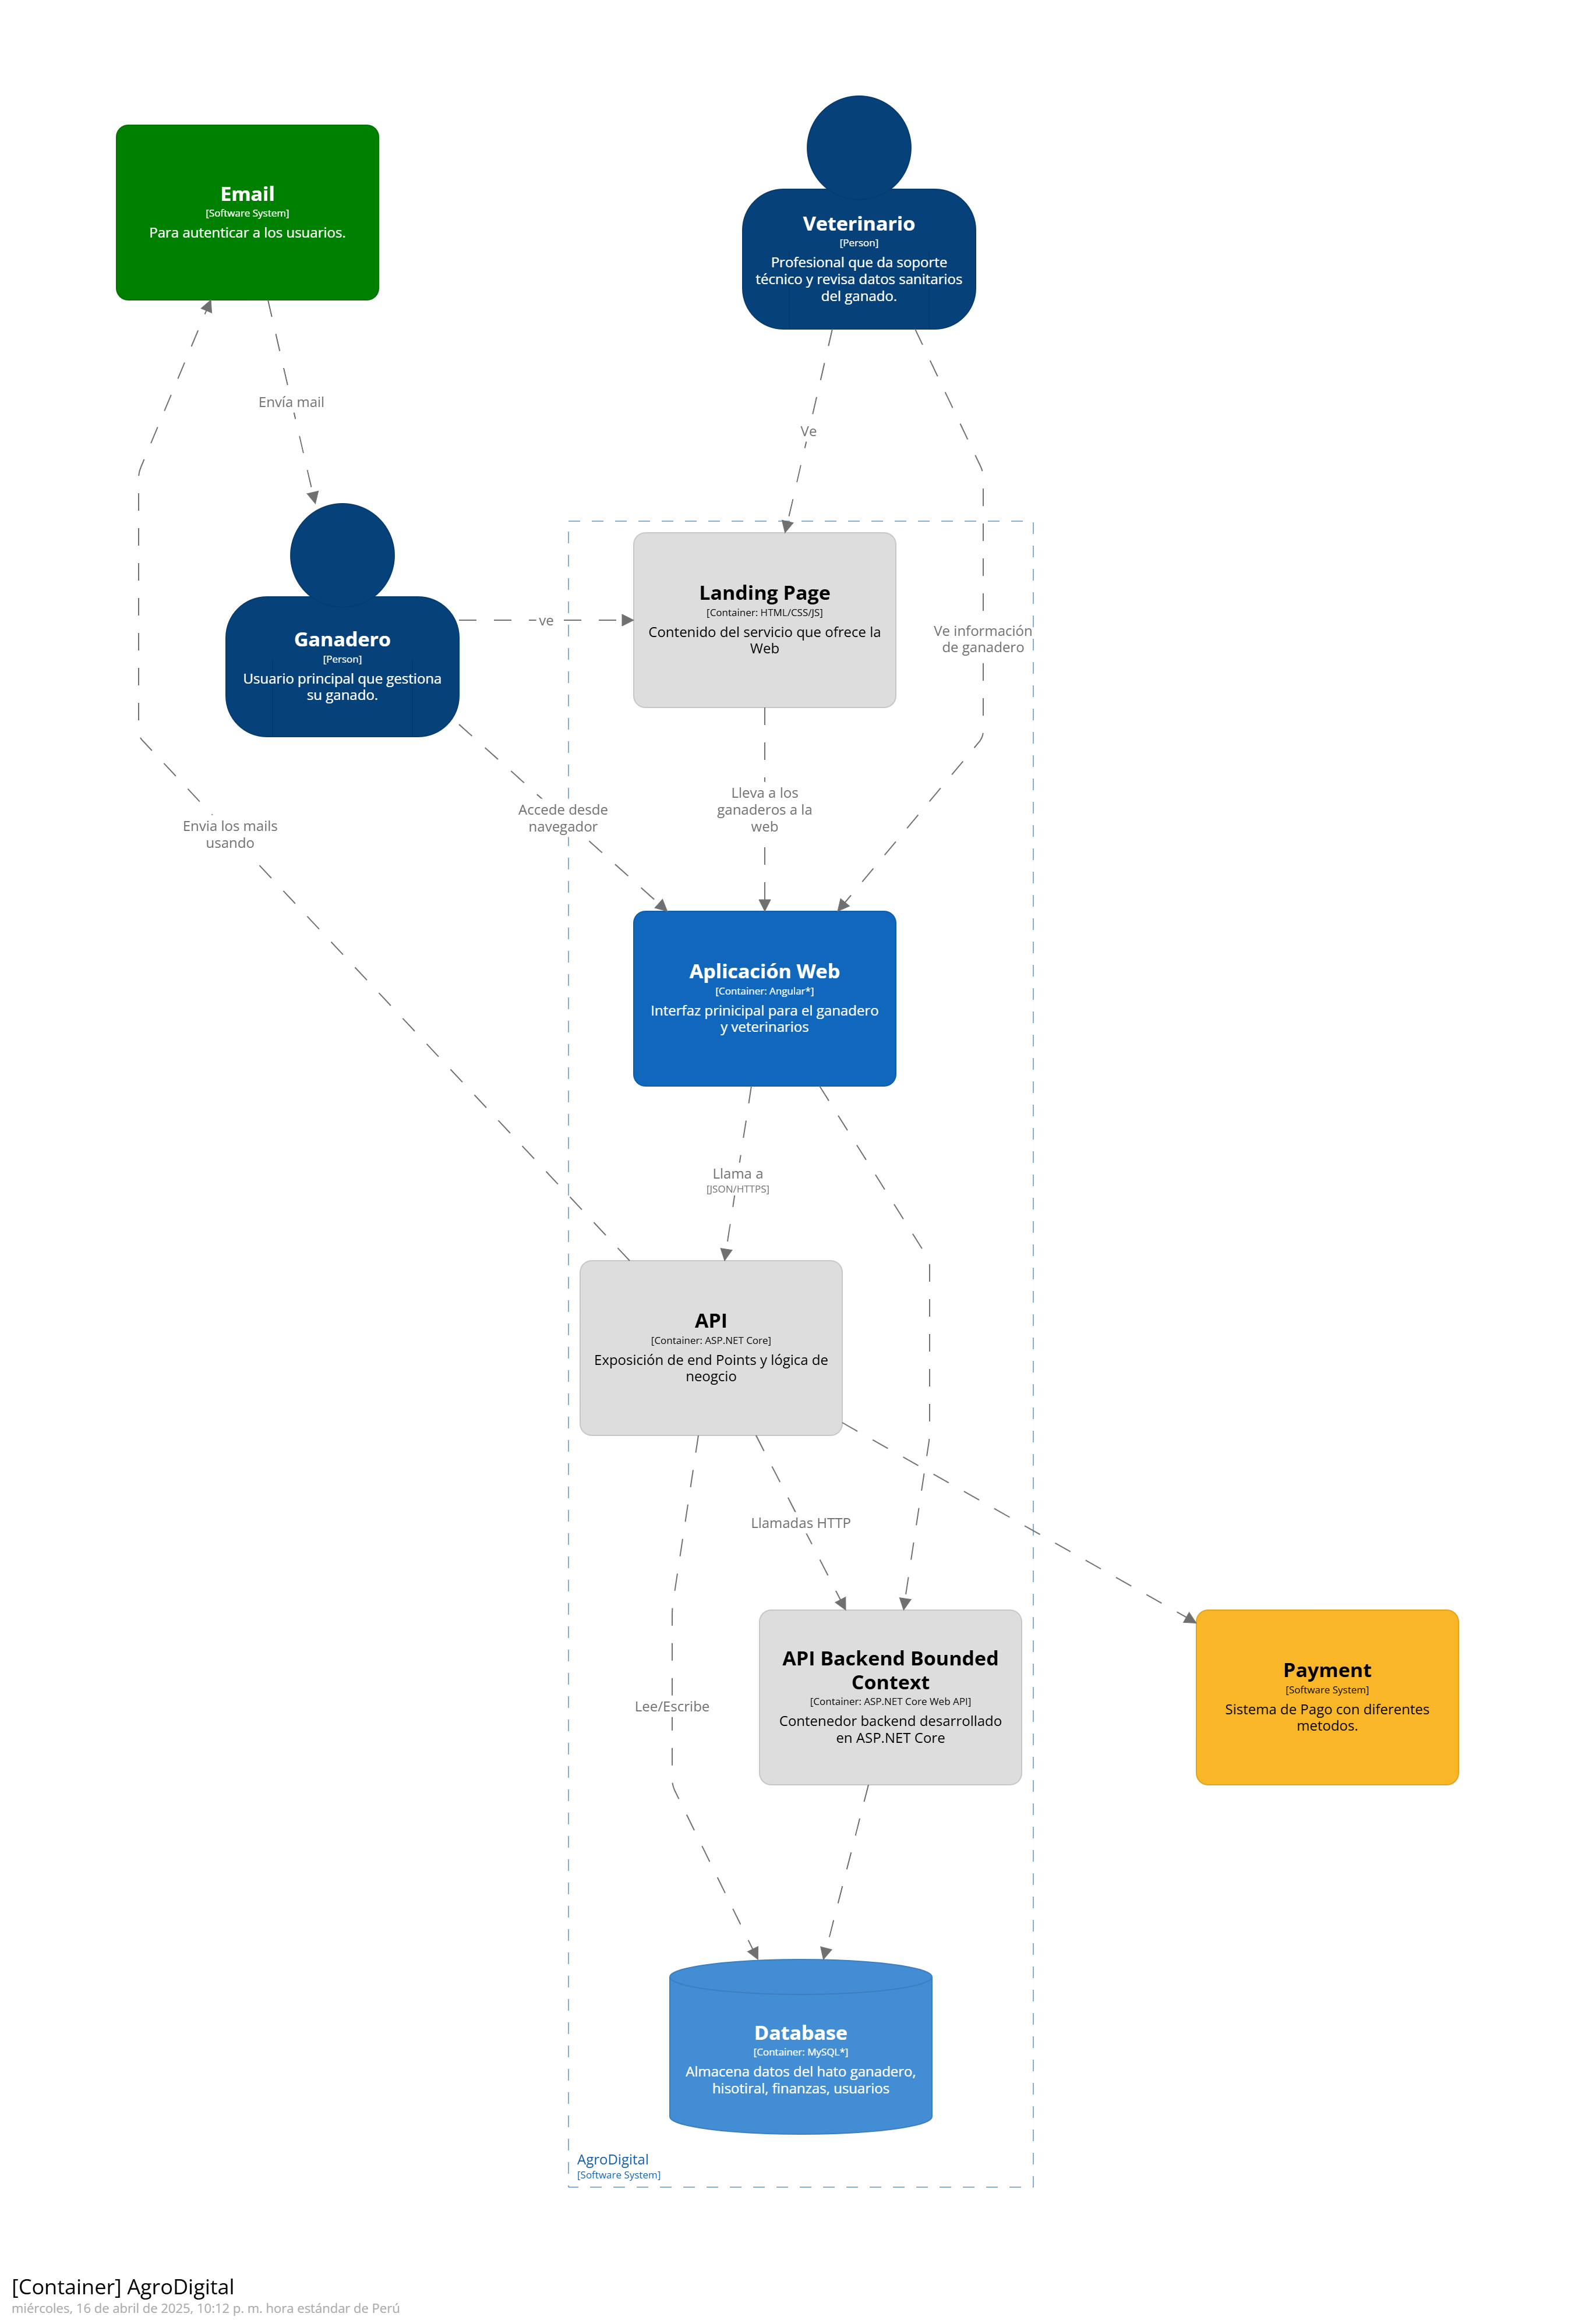 Email
[Software System]
Para autenticar a los usuarios.
Veterinario
[Person]
Profesional que da soporte
técnico y revisa datos sanitarios
del ganado.
Envía mail
Ve
Ganadero
[Person]
Usuario principal que gestiona
su ganado.
ve
Landing Page
[Container: HTML/CSS/JS]
Contenido del servicio que ofrece la
Web
Ve información
de ganadero
Envia los mails
usando
Accede desde
navegador
Lleva a los
ganaderos a la
web
Aplicación Web
[Container: Angular*]
Interfaz prinicipal para el ganadero
y veterinarios
Llama a
[JSON/HTTPS]
API
[Container: ASP.NET Core]
Exposición de end Points y lógica de
neogcio
Llamadas HTTP
Lee/Escribe
API Backend Bounded
Context
[Container: ASP.NET Core Web API]
Contenedor backend desarrollado
en ASP.NET Core
Payment
[Software System]
Sistema de Pago con diferentes
metodos.
Database
[Container: MySQL*]
Almacena datos del hato ganadero,
hisotiral, finanzas, usuarios
AgroDigital
[Software System]
[Container] AgroDigital
miércoles, 16 de abril de 2025, 10:12 p. m. hora estándar de Perú